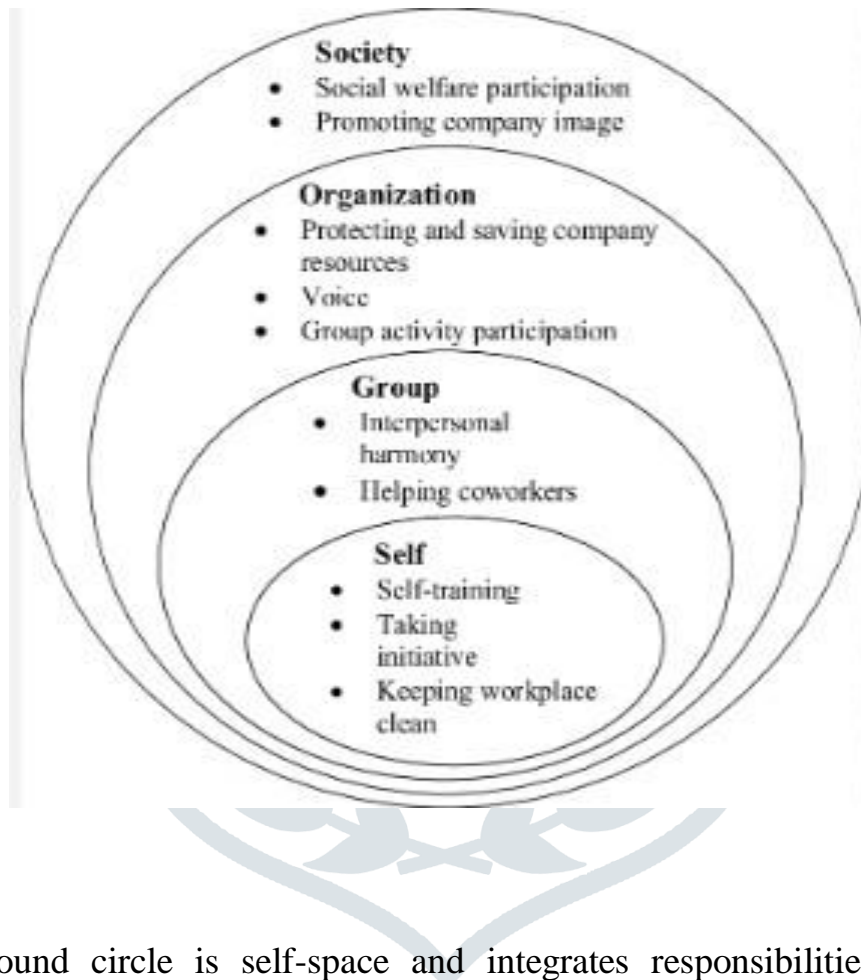 Society
• Social welfare participation
• Promoting company image
Organization
• Protecting and saving company
resources
• Voice
• Group activity participation
Group
• Interpersonal
harmony
• Helping coworkers
Self
• Self-training
• Taking
initiative
• Keeping workplace
clean
ound circle is self-space and integrates responsibilitie